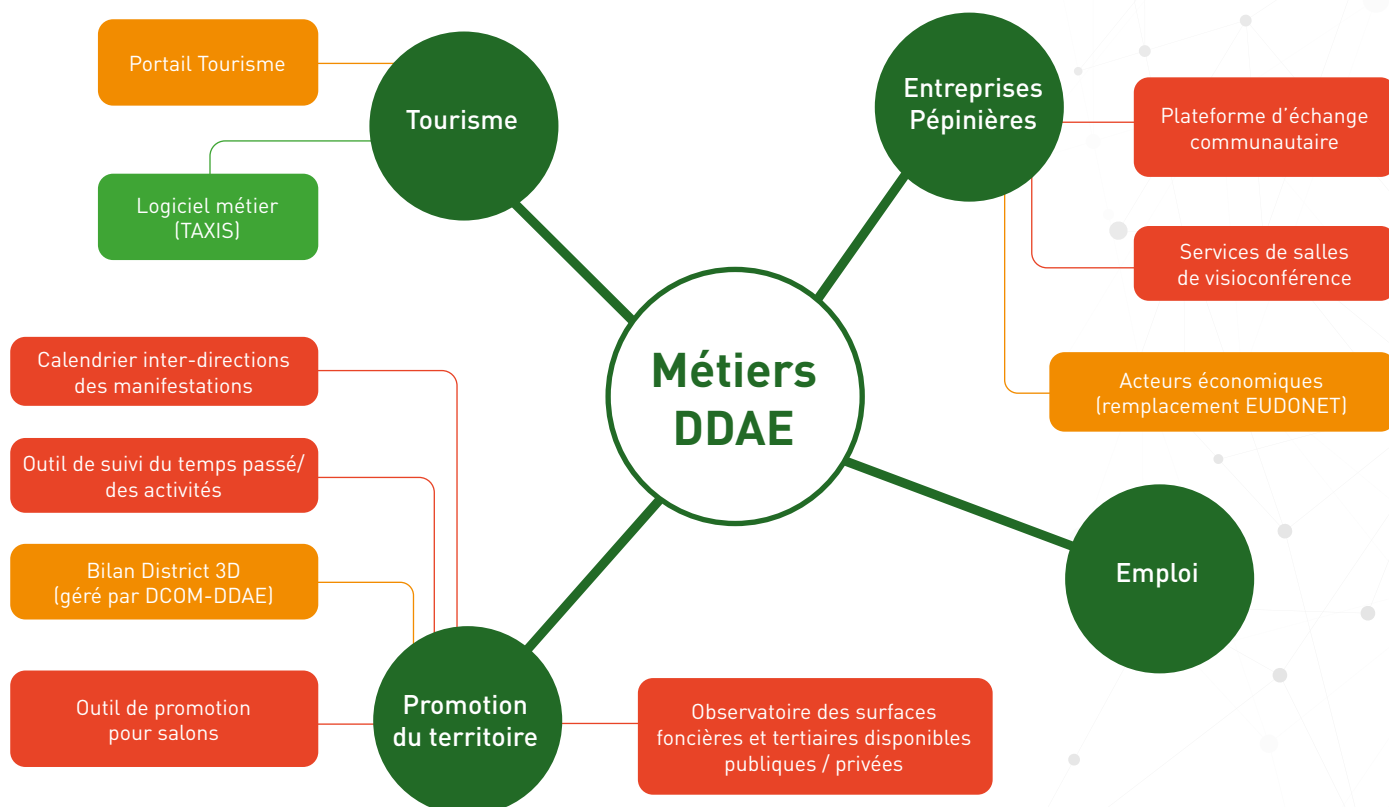 Portail Tourisme
Tourisme
Logiciel métier
(TAXIS)
Entreprises
Pépinières
Plateforme d'échange
communautaire
Services de salles
de visioconférence
Acteurs économiques
(remplacement EUDONET)
Métiers
DDAE
Emploi
Calendrier inter-directions
des manifestations
Outil de suivi du temps passé/
des activités
Bilan District 3D
(géré par DCOM-DDAE)
Outil de promotion
pour salons
Promotion
du territoire
Observatoire des surfaces
foncières et tertiaires disponibles
publiques / privées